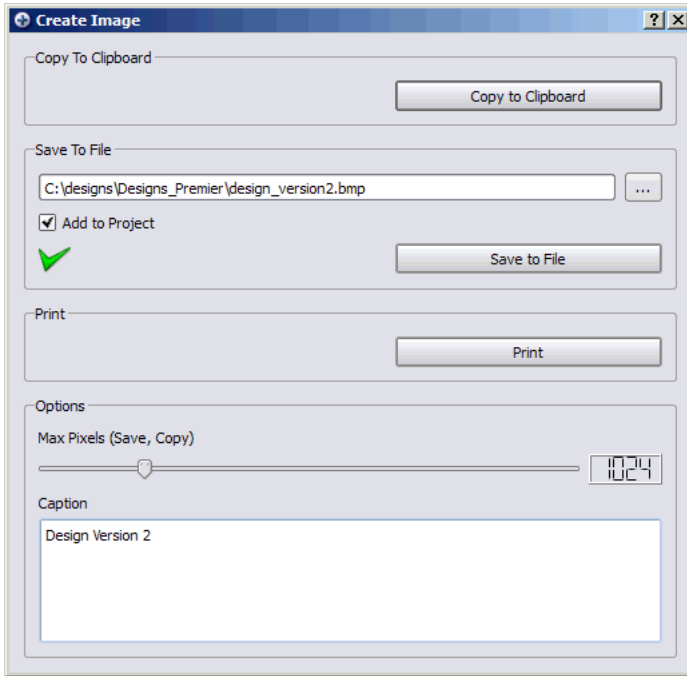 Create Image
Copy To Clipboard
Copy to Clipboard
Save To File
C:\designs\Designs_Premier\design_version2.bmp
...
Add to Project
Save to File
Print
Print
Options
Max Pixels (Save, Copy)
1024
Caption
Design Version 2